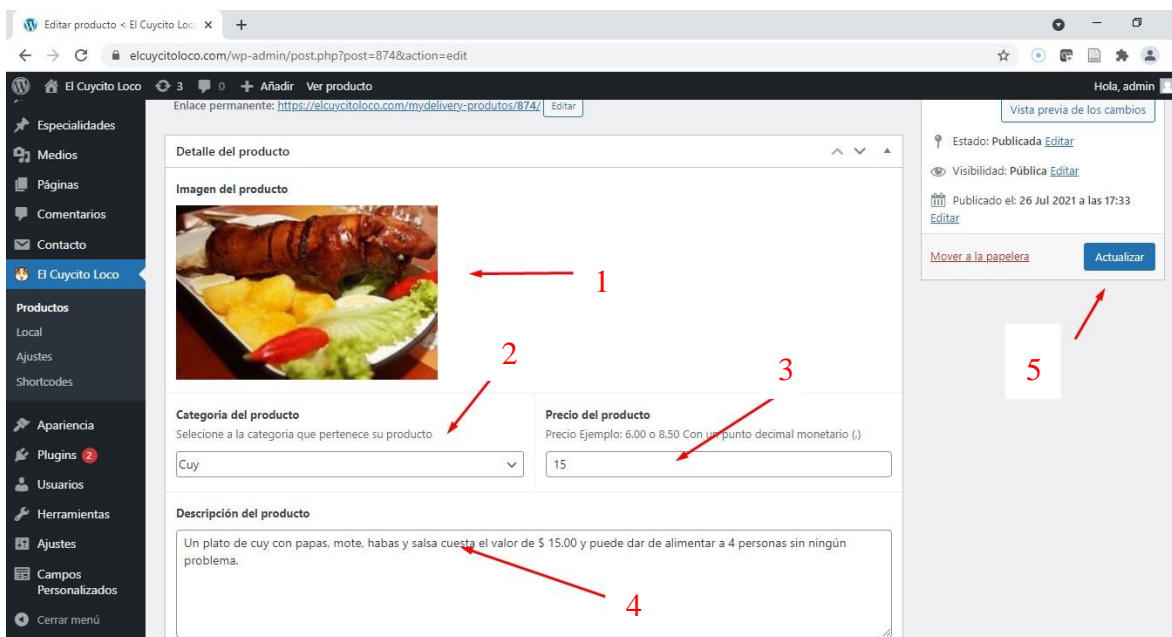 Editar producto < El Cuycito Loc
elcuycitoloco.com/wp-admin/post.php?post=874&action=edit
El Cuycito Loco 3 0 Añadir Ver producto Hola, admin
Enlace permanente: https://elcuycitoloco.com/mydelivery-produtos/874/ Editar
Vista previa de los cambios
Estado: Publicada Editar
Visibilidad: Pública Editar
Publicado el: 26 Jul 2021 a las 17:33
Editar
Mover a la papelera Actualizar
5
Especialidades
Medios
Páginas
Comentarios
Contacto
El Cuycito Loco
Productos
Local
Ajustes
Shortcodes
Apariencia
Plugins 2
Usuarios
Herramientas
Ajustes
Campos
Personalizados
Cerrar menú
Detalle del producto
Imagen del producto
1
2
3
Categoria del producto
Selecione a la categoria que pertenece su producto
Cuy
Precio del producto
Precio Ejemplo: 6.00 o 8.50 Con un punto decimal monetario (.)
15
Descripción del producto
Un plato de cuy con papas, mote, habas y salsa cuesta el valor de $ 15.00 y puede dar de alimentar a 4 personas sin ningún
problema.
4